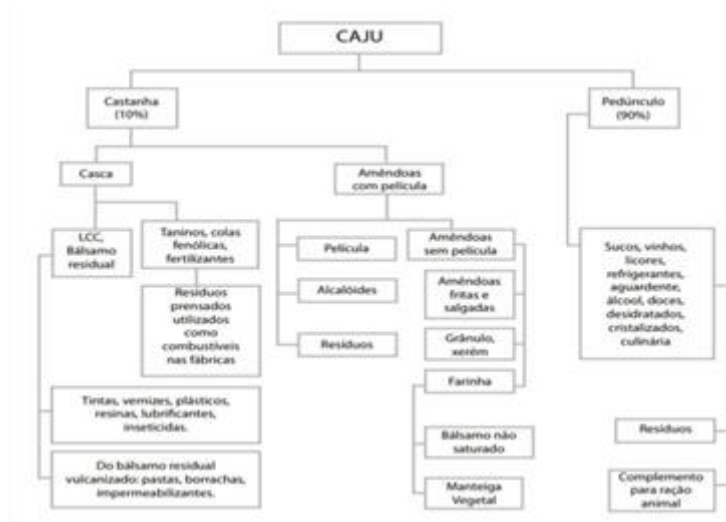 CAJU
Castanha
(10%)
Pedúnculo
(90%)
Casca
Amêndoas
com película
LCC,
Bálsamo
residual
Taninos, colas
fenólicas,
fertilizantes
Resíduos
prensados
utilizados
como
combustíveis
nas fábricas
Tintas, vernizes, plásticos,
resinas, lubrificantes,
inseticidas.
Do bálsamo residual
vulcanizado: pastas, borrachas,
impermeabilizantes.
Película
Alcalóides
Resíduos
Amêndoas
sem película
Amêndoas
fritas e
salgadas
Grânulo,
xerém
Farinha
Bálsamo não
saturado
Manteiga
Vegetal
Sucos, vinhos,
licores,
refrigerantes,
aguardente,
álcool, doces,
desidratados,
cristalizados,
culinária
Resíduos
Complemento
para ração
animal